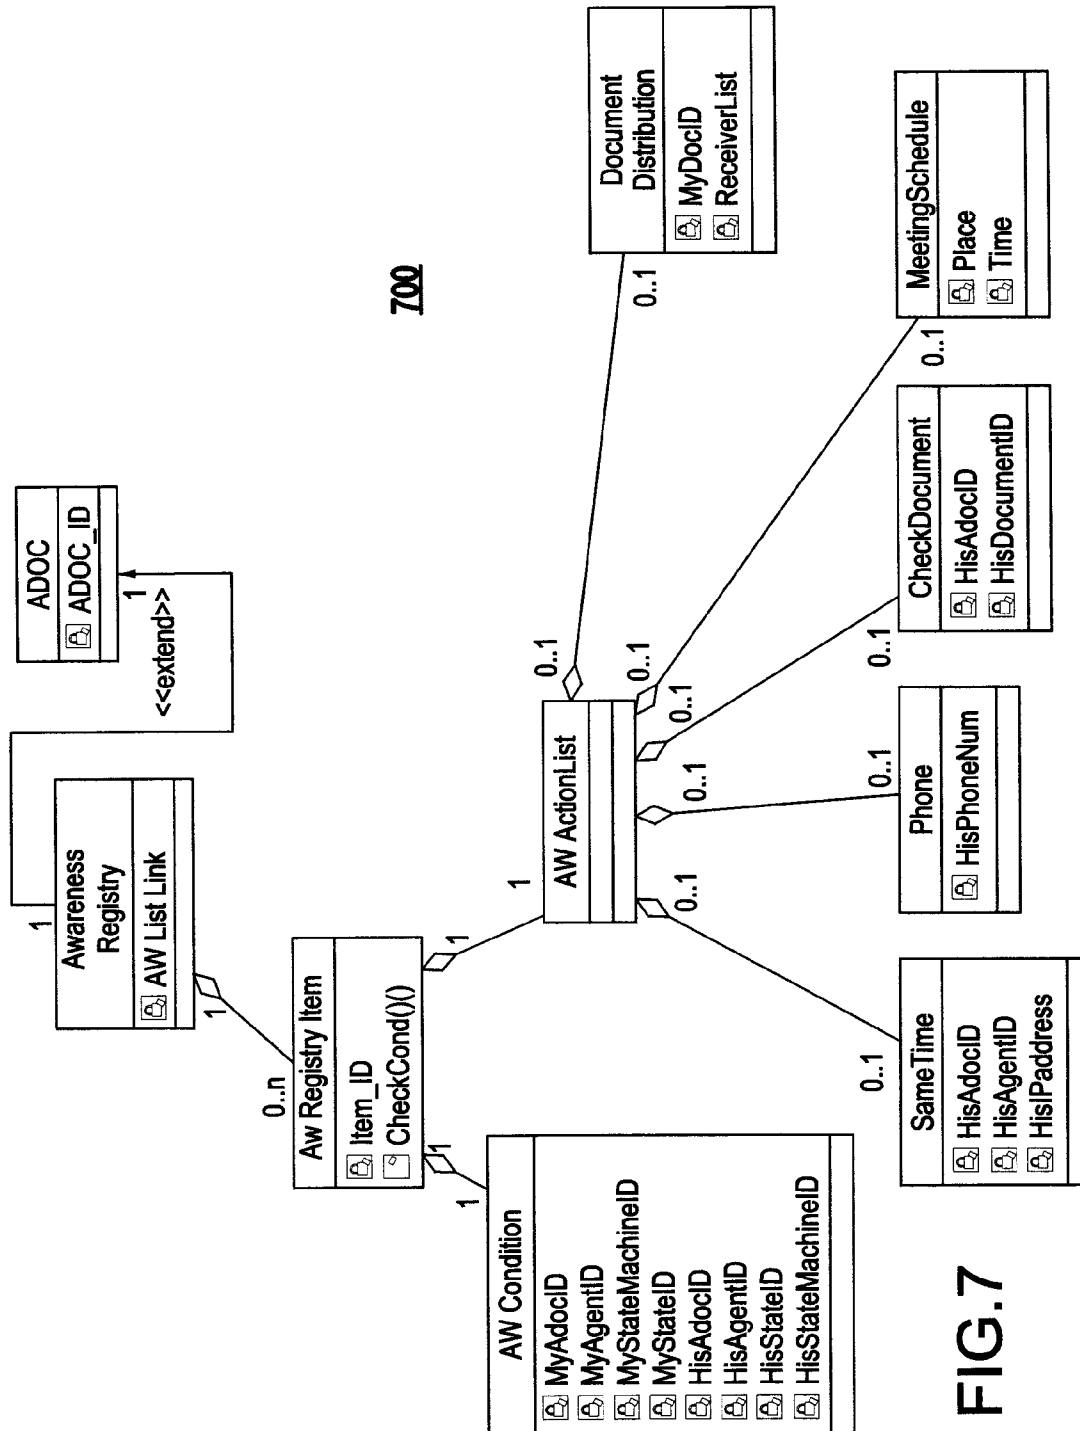 700
ADOC
ADOC_ID
1
<<extend>>
1
Awareness
Registry
AW List Link
1
0..n
Aw Registry Item
Item_ID
CheckCond()()
1
1
AW Condition
MyAdocID
MyAgentID
MyStateMachineID
MyStateID
HisAdocID
HisAgentID
HisStateID
HisStateMachineID
1
1
AW ActionList
0..1
0..1
0..1
0..1
0..1
0..1
Document
Distribution
MyDocID
ReceiverList
0..1
MeetingSchedule
Place
Time
0..1
CheckDocument
HisAdocID
HisDocumentID
0..1
Phone
HisPhoneNum
0..1
SameTime
HisAdocID
HisAgentID
HisIPaddress
FIG.7